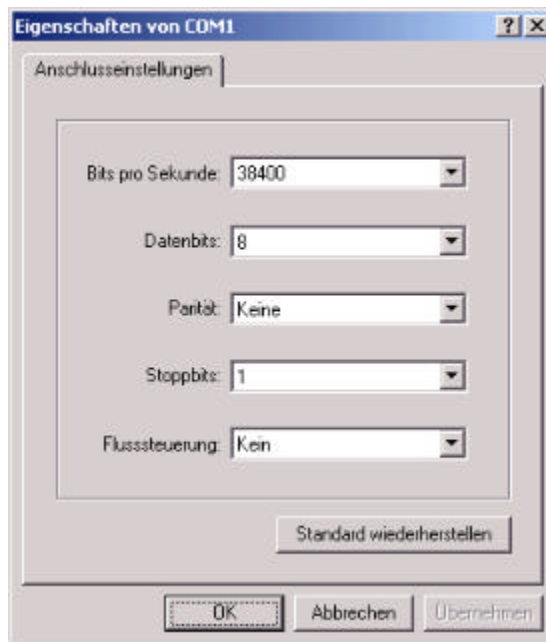 Eigenschaften von COM1
Anschlusseinstellungen
Bits pro Sekunde: 38400
Datenbits: 8
Parität: Keine
Stoppbits: 1
Flusssteuerung: Kein
Standard wiederherstellen
OK Abbrechen Übernehmen